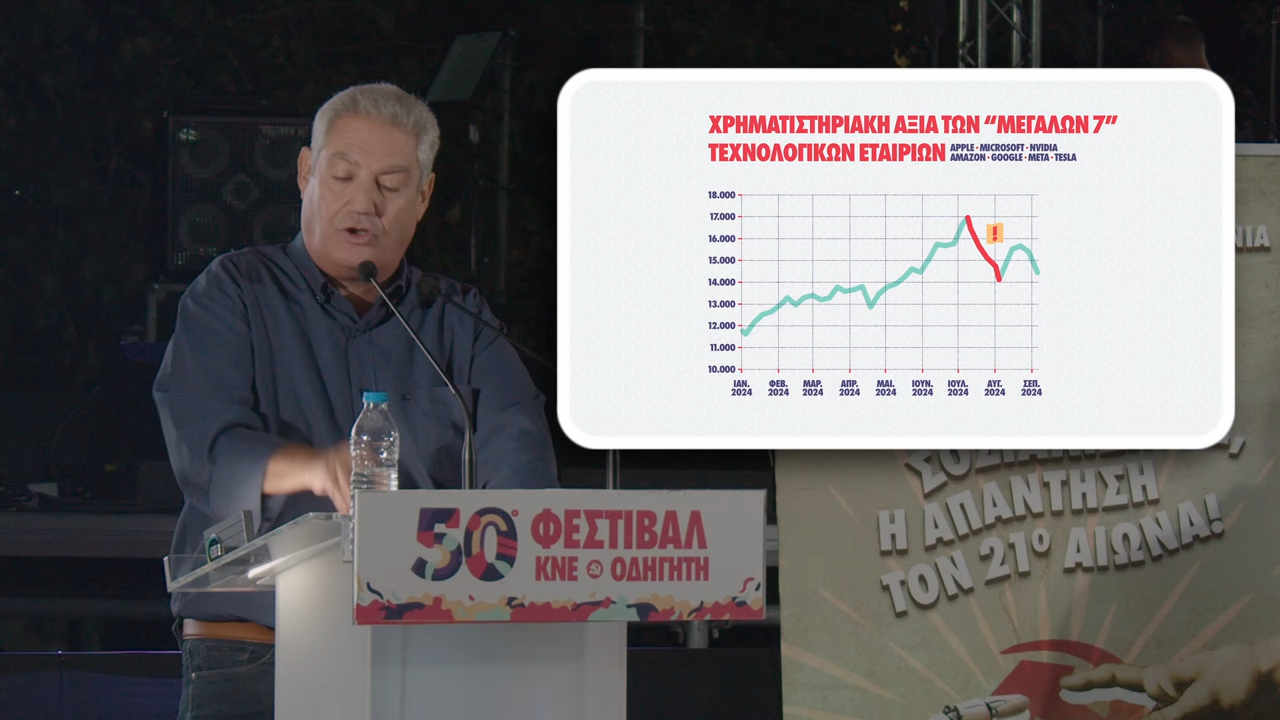 ΧΡΗΜΑΤΙΣΤΗΡΙΑΚΗ ΑΞΙΑ ΤΩΝ “ΜΕΓΑΛΩΝ 7”
ΤΕΧΝΟΛΟΓΙΚΩΝ ΕΤΑΙΡΙΩΝ
APPLE · MICROSOFT · NVIDIA
AMAZON · GOOGLE · META · TESLA
18.000
17.000
16.000
15.000
14.000
13.000
12.000
11.000
10.000
!
ΙΑΝ. 2024
ΦΕΒ. 2024
ΜΑΡ. 2024
ΑΠΡ. 2024
ΜΑΙ. 2024
ΙΟΥΝ. 2024
ΙΟΥΛ. 2024
ΑΥΓ. 2024
ΣΕΠ. 2024
50° ΦΕΣΤΙΒΑΛ
ΚΝΕ ΟΔΗΓΗΤΗ
Η ΑΠΑΝΤΗΣΗ
ΤΟΝ 21º ΑΙΩΝΑ!